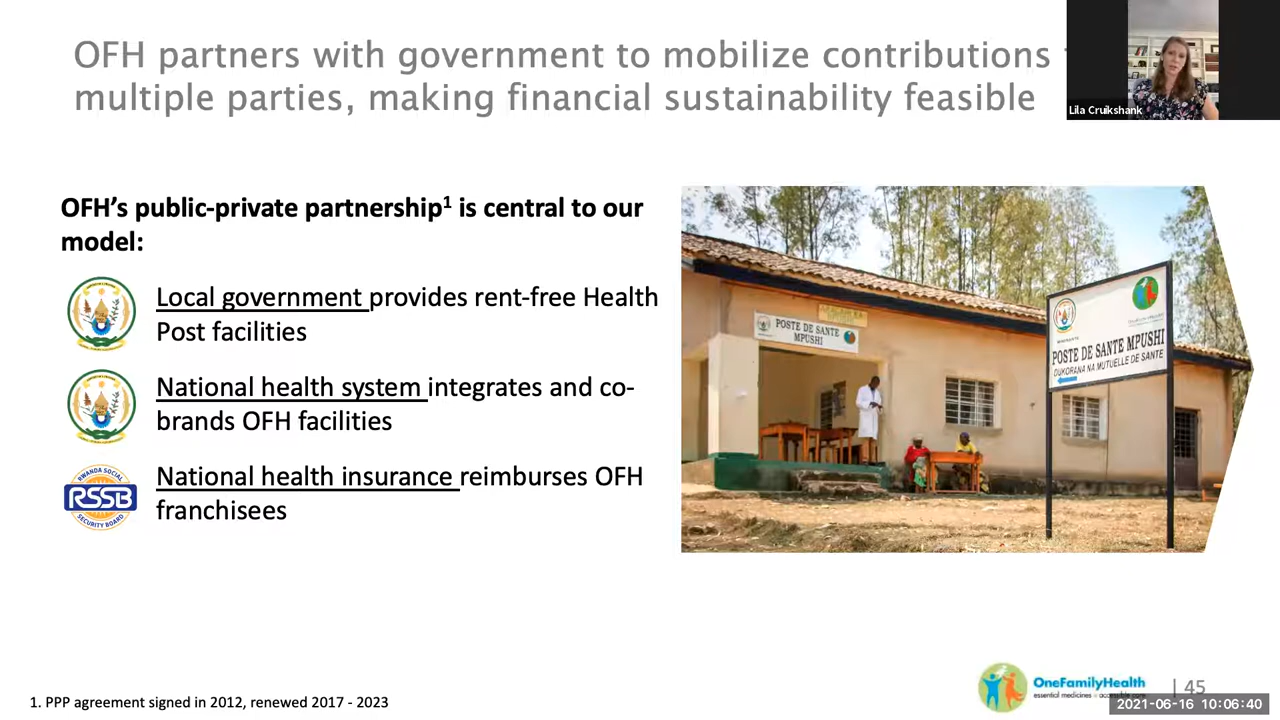 OFH partners with government to mobilize contributions
multiple parties, making financial sustainability feasible
Lila Cruikshank
OFH's public-private partnership1 is central to our
model:
Local government provides rent-free Health
Post facilities
National health system integrates and co-
brands OFH facilities
RWANDA SOCIAL
RSSB
SECURITY BOARD
National health insurance reimburses OFH
franchisees
POSTE DE SANTE
MPUSHI
POSTE DE SANTE MPUSHI
DUKORANA NA MUTUELLE DE SANTE
1. PPP agreement signed in 2012, renewed 2017 - 2023
OneFamilyHealth
essential medicines
| 45
2021-06-16 10:06:40